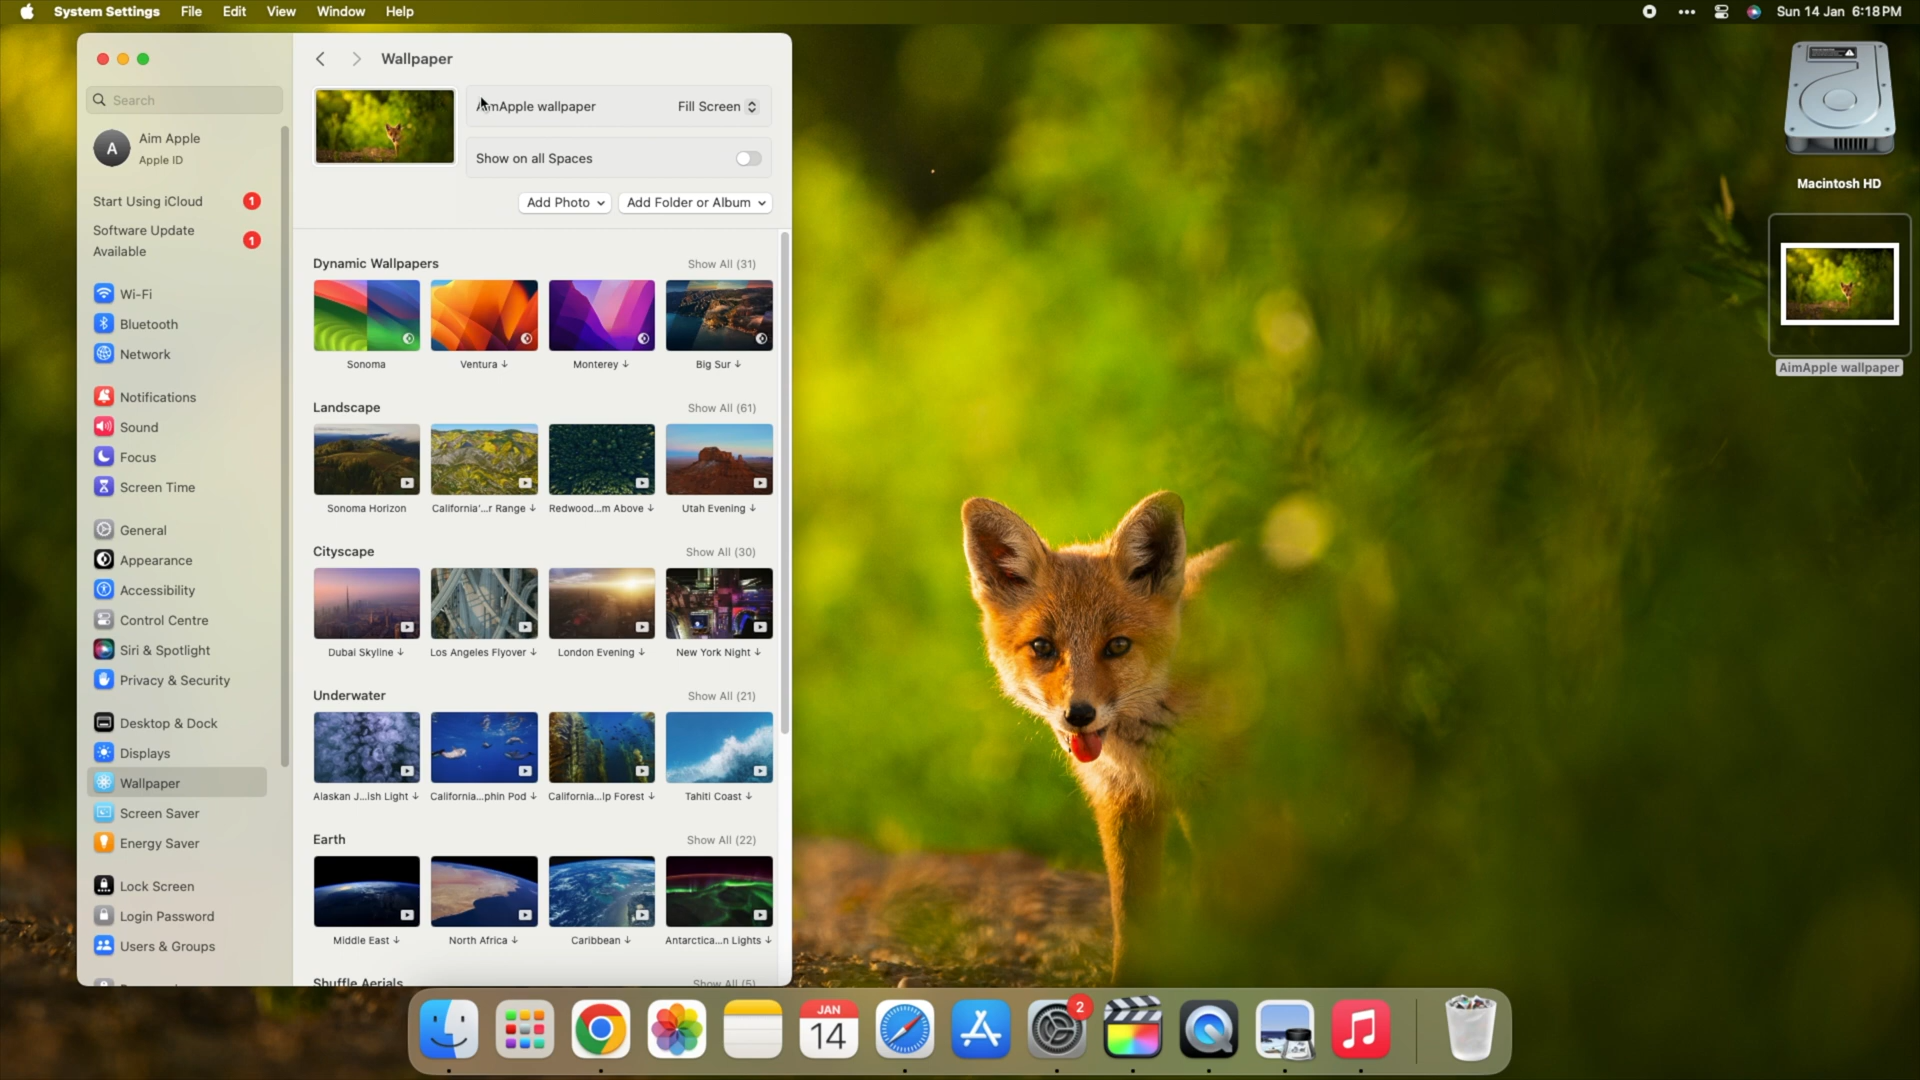 System Settings File Edit View Window Help
Sun 14 Jan 6:18 PM
Search
A
Aim Apple
Apple ID
Start Using iCloud 1
Software Update
Available 1
Wi-Fi
Bluetooth
Network
Notifications
Sound
Focus
Screen Time
General
Appearance
Accessibility
Control Centre
Siri & Spotlight
Privacy & Security
Desktop & Dock
Displays
Wallpaper
Screen Saver
Energy Saver
Lock Screen
Login Password
Users & Groups
Wallpaper
AimApple wallpaper Fill Screen
Show on all Spaces
Add Photo Add Folder or Album
Dynamic Wallpapers Show All (31)
Sonoma Ventura ↓ Monterey ↓ Big Sur ↓
Landscape Show All (61)
Sonoma Horizon California'...r Range ↓ Redwood...m Above ↓ Utah Evening ↓
Cityscape Show All (30)
Dubai Skyline ↓ Los Angeles Flyover ↓ London Evening ↓ New York Night ↓
Underwater Show All (21)
Alaskan J...ish Light ↓ California...phin Pod ↓ California...lp Forest ↓ Tahiti Coast ↓
Earth Show All (22)
Middle East ↓ North Africa ↓ Caribbean ↓ Antarctica...n Lights ↓
Shuffle Aerials Show All (5)
Macintosh HD
AimApple wallpaper
JAN
14
2